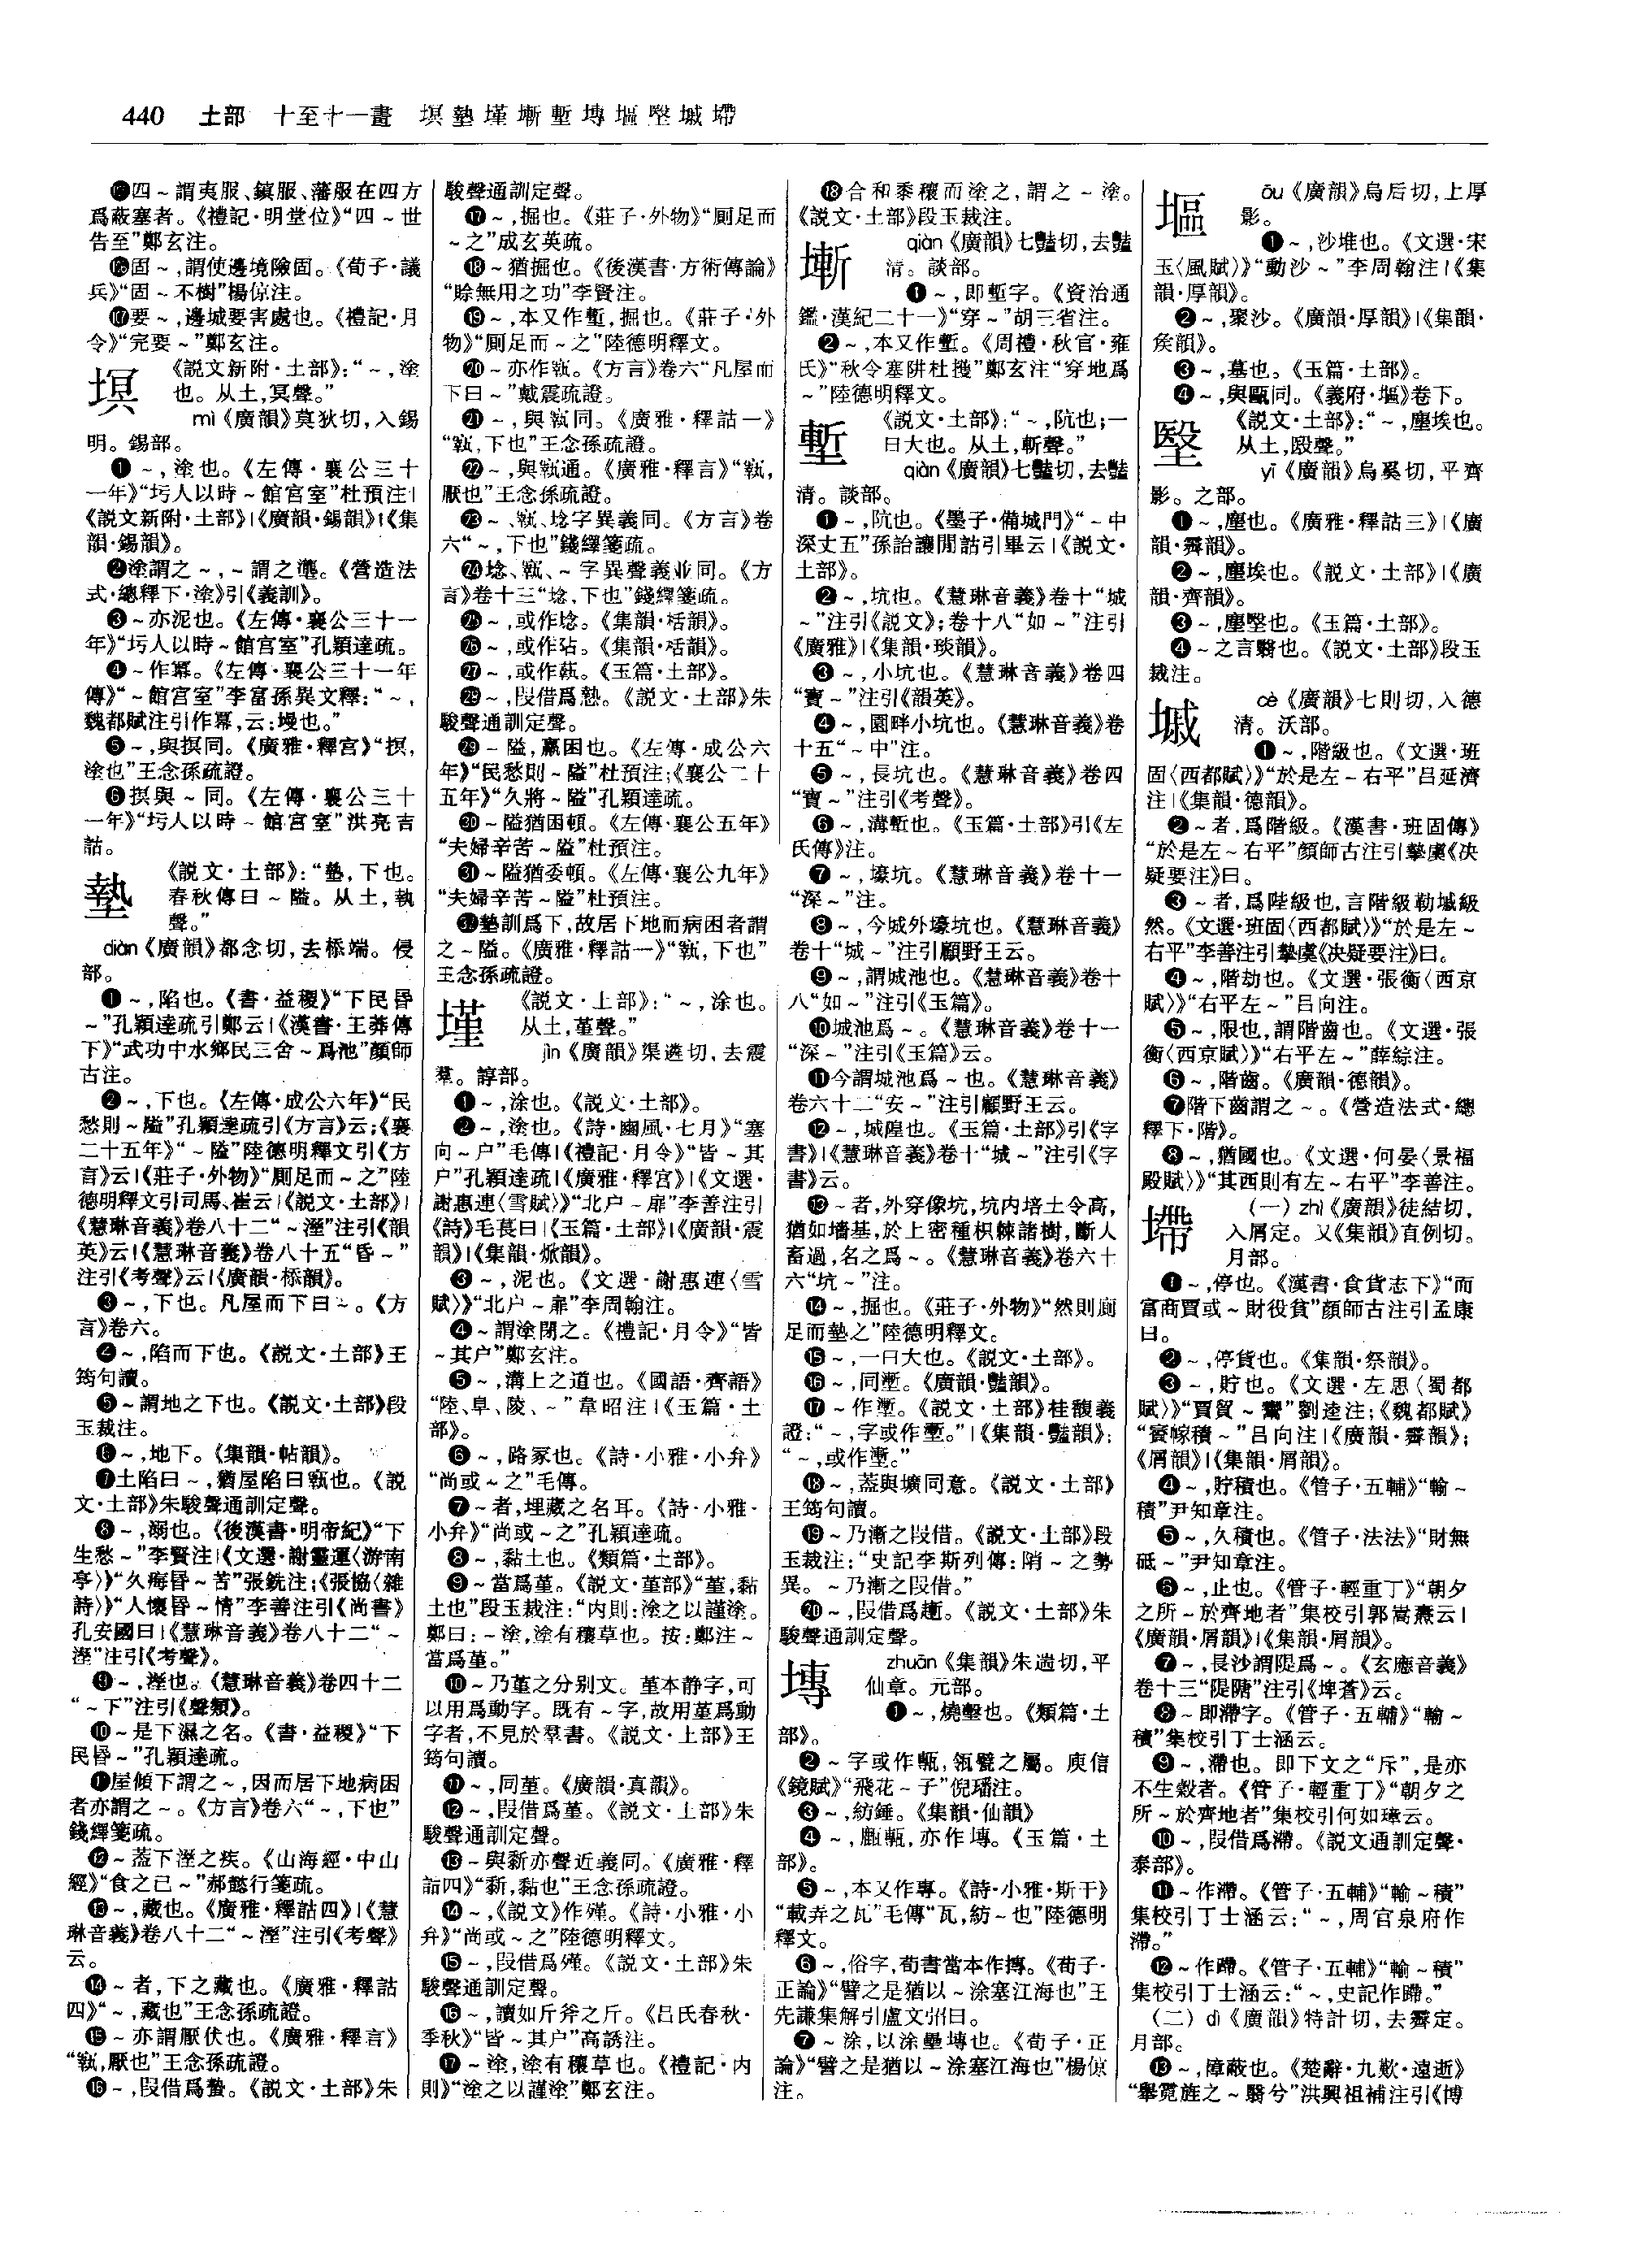 440 土部 十至十一畫 塓墊墐塹塹塼塸堅墄墆
⓯四～謂夷服、鎮服、藩服在四方
爲蔽塞者。《禮記·明堂位》“四～世
告至”鄭玄注。
⓰固～,謂使邊境險固。《荀子·議
兵》“固～不樹”楊倞注。
⓱要～,邊城要害處也。《禮記·月
令》“完要～”鄭玄注。
塓
《説文新附·土部》:“～,塗
也。从土,冥聲。”
mì《廣韻》莫狄切,入錫
明。錫部。
❶～,塗也。《左傳·襄公三十
一年》“圬人以時～館宫室”杜預注|
《説文新附·土部》|《廣韻·錫韻》|《集
韻·錫韻》。
❷塗謂之～,～謂之墐。《營造法
式·總釋下·塗》引《義訓》。
❸～亦泥也。《左傳·襄公三十一
年》“圬人以時～館宫室”孔穎達疏。
❹～作冪。《左傳·襄公三十一年
傳》“～館宫室”李富孫異文釋:“～,
魏都賦注引作冪,云:墁也。”
❺～,與塓同。《廣雅·釋宫》“塓,
塗也”王念孫疏證。
❻塓與～同。《左傳·襄公三十
一年》“圬人以時～館宫室”洪亮吉
詁。
墊
《説文·土部》:“墊,下也。
春秋傳曰～隘。从土,執
聲。”
diàn《廣韻》都念切,去㮇端。侵
部。
❶～,陷也。《書·益稷》“下民昏
～”孔穎達疏引鄭云|《漢書·王莽傳
下》“武功中水鄉民三舍～爲池”顔師
古注。
❷～,下也。《左傳·成公六年》“民
愁則～隘”孔穎達疏引《方言》云;《襄
二十五年》“～隘”陸德明釋文引《方
言》云|《莊子·外物》“厠足而～之”陸
德明釋文引司馬、崔云|《説文·土部》|
《慧琳音義》卷八十二“～溼”注引《韻
英》云|《慧琳音義》卷八十五“昏～”
注引《考聲》云|《廣韻·㮇韻》。
❸～,下也。凡屋而下曰～。《方
言》卷六。
❹～,陷而下也。《説文·土部》王
筠句讀。
❺～謂地之下也。《説文·土部》段
玉裁注。
❻～,地下。《集韻·帖韻》。
❼土陷曰～,猶屋陷曰㙷也。《説
文·土部》朱駿聲通訓定聲。
❽～,溺也。《後漢書·明帝紀》“下
生愁～”李賢注|《文選·謝靈運〈游南
亭〉》“久痗昏～苦”張銑注;《張協〈雜
詩〉》“人懷昏～情”李善注引《尚書》
孔安國曰|《慧琳音義》卷八十二“～
溼”注引《考聲》。
❾～,溼也。《慧琳音義》卷四十二
“～下”注引《聲類》。
❿～是下濕之名。《書·益稷》“下
民昏～”孔穎達疏。
⓫屋傾下謂之～,因而居下地病困
者亦謂之～。《方言》卷六“～,下也”
錢繹箋疏。
⓬～蓋下溼之疾。《山海經·中山
經》“食之已～”郝懿行箋疏。
⓭～,藏也。《廣雅·釋詁四》|《慧
琳音義》卷八十二“～溼”注引《考聲》
云。
⓮～者,下之藏也。《廣雅·釋詁
四》“～,藏也”王念孫疏證。
⓯～亦謂厭伏也。《廣雅·釋言》
“㙷,厭也”王念孫疏證。
⓰～,叚借爲蟄。《説文·土部》朱
駿聲通訓定聲。
⓱～,掘也。《莊子·外物》“厠足而
～之”成玄英疏。
⓲～猶掘也。《後漢書·方術傳論》
“賒無用之功”李賢注。
⓳～,本又作塹,掘也。《莊子·外
物》“厠足而～之”陸德明釋文。
⓴～亦作㙷。《方言》卷六“凡屋而
下曰～”戴震疏證。
㉑～,與㙷同。《廣雅·釋詁一》
“㙷,下也”王念孫疏證。
㉒～,與㙷通。《廣雅·釋言》“㙷,
厭也”王念孫疏證。
㉓～、㙷、埝字異義同。《方言》卷
六“～,下也”錢繹箋疏。
㉔埝、㙷、～字異聲義並同。《方
言》卷十三“埝,下也”錢繹箋疏。
㉕～,或作埝。《集韻·栝韻》。
㉖～,或作坫。《集韻·栝韻》。
㉗～,或作蓺。《玉篇·土部》。
㉘～,叚借爲慹。《説文·土部》朱
駿聲通訓定聲。
㉙～隘,羸困也。《左傳·成公六
年》“民愁則～隘”杜預注;《襄公二十
五年》“久將～隘”孔穎達疏。
㉚～隘猶困頓。《左傳·襄公五年》
“夫婦辛苦～隘”杜預注。
㉛～隘猶委頓。《左傳·襄公九年》
“夫婦辛苦～隘”杜預注。
㉜墊訓爲下,故居下地而病困者謂
之～隘。《廣雅·釋詁一》“㙷,下也”
王念孫疏證。
墐
《説文·土部》:“～,涂也。
从土,堇聲。”
jìn《廣韻》渠遴切,去震
羣。諄部。
❶～,涂也。《説文·土部》。
❷～,塗也。《詩·豳風·七月》“塞
向～户”毛傳|《禮記·月令》“皆～其
户”孔穎達疏|《廣雅·釋宫》|《文選·
謝惠連〈雪賦〉》“北户～扉”李善注引
《詩》毛萇曰|《玉篇·土部》|《廣韻·震
韻》|《集韻·焮韻》。
❸～,泥也。《文選·謝惠連〈雪
賦〉》“北户～扉”李周翰注。
❹～謂塗閉之。《禮記·月令》“皆
～其户”鄭玄注。
❺～,溝上之道也。《國語·齊語》
“陸、阜、陵、～”韋昭注|《玉篇·土
部》。
❻～,路冢也。《詩·小雅·小弁》
“尚或～之”毛傳。
❼～者,埋藏之名耳。《詩·小雅·
小弁》“尚或～之”孔穎達疏。
❽～,黏土也。《類篇·土部》。
❾～當爲堇。《説文·堇部》“堇,黏
土也”段玉裁注:“内則:塗之以謹塗。
鄭曰:～塗,塗有穰草也。按:鄭注～
當爲堇。”
❿～乃堇之分别文。堇本静字,可
以用爲動字。既有～字,故用堇爲動
字者,不見於羣書。《説文·土部》王
筠句讀。
⓫～,同堇。《廣韻·真韻》。
⓬～,叚借爲堇。《説文·土部》朱
駿聲通訓定聲。
⓭～與䵑亦聲近義同。《廣雅·釋
詁四》“䵑,黏也”王念孫疏證。
⓮～,《説文》作殣。《詩·小雅·小
弁》“尚或～之”陸德明釋文。
⓯～,叚借爲殣。《説文·土部》朱
駿聲通訓定聲。
⓰～,讀如斤斧之斤。《吕氏春秋·
季秋》“皆～其户”高誘注。
⓱～塗,塗有穰草也。《禮記·内
則》“塗之以謹塗”鄭玄注。
⓲合和黍穰而塗之,謂之～塗。
《説文·土部》段玉裁注。
qiàn《廣韻》七豔切,去豔
清。談部。
❶～,即塹字。《資治通
鑑·漢紀二十一》“穿～”胡三省注。
❷～,本又作塹。《周禮·秋官·雍
氏》“秋令塞阱杜擭”鄭玄注“穿地爲
～”陸德明釋文。
塹
《説文·土部》:“～,阬也;一
曰大也。从土,斬聲。”
qiàn《廣韻》七豔切,去豔
清。談部。
❶～,阬也。《墨子·備城門》“～中
深丈五”孫詒讓閒詁引畢云|《説文·
土部》。
❷～,坑也。《慧琳音義》卷十“城
～”注引《説文》;卷十八“如～”注引
《廣雅》|《集韻·琰韻》。
❸～,小坑也。《慧琳音義》卷四
“寶～”注引《韻英》。
❹～,園畔小坑也。《慧琳音義》卷
十五“～中”注。
❺～,長坑也。《慧琳音義》卷四
“寶～”注引《考聲》。
❻～,溝塹也。《玉篇·土部》引《左
氏傳》注。
❼～,壕坑。《慧琳音義》卷十一
“深～”注。
❽～,今城外壕坑也。《慧琳音義》
卷十“城～”注引顧野王云。
❾～,謂城池也。《慧琳音義》卷十
八“如～”注引《玉篇》。
❿城池爲～。《慧琳音義》卷十一
“深～”注引《玉篇》云。
⓫今謂城池爲～也。《慧琳音義》
卷六十二“安～”注引顧野王云。
⓬～,城隍也。《玉篇·土部》引《字
書》|《慧琳音義》卷十“城～”注引《字
書》云。
⓭～者,外穿像坑,坑内培土令高,
猶如墻基,於上密種枳棘諸樹,斷人
畜過,名之爲～。《慧琳音義》卷六十
六“坑～”注。
⓮～,掘也。《莊子·外物》“然則厠
足而墊之”陸德明釋文。
⓯～,一曰大也。《説文·土部》。
⓰～,同壍。《廣韻·豔韻》。
⓱～作壍。《説文·土部》桂馥義
證:“～,字或作壍。”|《集韻·豔韻》:
“～,或作壍。”
⓲～,蓋與壙同意。《説文·土部》
王筠句讀。
⓳～乃漸之叚借。《説文·土部》段
玉裁注:“史記李斯列傳:陗～之勢
異。～乃漸之叚借。”
⓴～,叚借爲趣。《説文·土部》朱
駿聲通訓定聲。
塼
zhuān《集韻》朱遄切,平
仙章。元部。
❶～,燒墼也。《類篇·土
部》。
❷～字或作甎,瓴甓之屬。庾信
《鏡賦》“飛花～子”倪璠注。
❸～,紡錘。《集韻·仙韻》
❹～,甎,亦作塼。《玉篇·土
部》。
❺～,本又作專。《詩·小雅·斯干》
“載弄之瓦”毛傳“瓦,紡～也”陸德明
釋文。
❻～,俗字,荀書當本作摶。《荀子·
正論》“譬之是猶以～涂塞江海也”王
先謙集解引盧文弨曰。
❼～涂,以涂壘塼也。《荀子·正
論》“譬之是猶以～涂塞江海也”楊倞
注。
塸
ōu《廣韻》烏后切,上厚
影。
❶～,沙堆也。《文選·宋
玉〈風賦〉》“動沙～”李周翰注|《集
韻·厚韻》。
❷～,聚沙。《廣韻·厚韻》|《集韻·
矦韻》。
❸～,墓也。《玉篇·土部》。
❹～,與甌同。《義府·塸》卷下。
《説文·土部》:“～,塵埃也。
从土,殹聲。”
yī《廣韻》烏奚切,平齊
影。之部。
❶～,塵也。《廣雅·釋詁三》|《廣
韻·霽韻》。
❷～,塵埃也。《説文·土部》|《廣
韻·齊韻》。
❸～,塵墾也。《玉篇·土部》。
❹～之言翳也。《説文·土部》段玉
裁注。
墄
cè《廣韻》七則切,入德
清。沃部。
❶～,階級也。《文選·班
固〈西都賦〉》“於是左～右平”吕延濟
注|《集韻·德韻》。
❷～者,爲階級。《漢書·班固傳》
“於是左～右平”顔師古注引摯虞《决
疑要注》曰。
❸～者,爲陛級也,言階級勒墄級
然。《文選·班固〈西都賦〉》“於是左～
右平”李善注引摯虞《决疑要注》曰。
❹～,階劫也。《文選·張衡〈西京
賦〉》“右平左～”吕向注。
❺～,限也,謂階齒也。《文選·張
衡〈西京賦〉》“右平左～”薛綜注。
❻～,階齒。《廣韻·德韻》。
❼階下齒謂之～。《營造法式·總
釋下·階》。
❽～,猶國也。《文選·何晏〈景福
殿賦〉》“其西則有左～右平”李善注。
墆
(一)zhì《廣韻》徒結切,
入屑定。又《集韻》直例切。
月部。
❶～,停也。《漢書·食貨志下》“而
富商賈或～財役貧”顔師古注引孟康
曰。
❷～,停貨也。《集韻·祭韻》。
❸～,貯也。《文選·左思〈蜀都
賦〉》“賈貿～鬻”劉逵注;《魏都賦》
“賨幏積～”吕向注|《廣韻·霽韻》;
《屑韻》|《集韻·屑韻》。
❹～,貯積也。《管子·五輔》“輸～
積”尹知章注。
❺～,久積也。《管子·法法》“財無
砥～”尹知章注。
❻～,止也。《管子·輕重丁》“朝夕
之所～於齊地者”集校引郭嵩燾云|
《廣韻·屑韻》|《集韻·屑韻》。
❼～,長沙謂隄爲～。《玄應音義》
卷十三“隄隯”注引《埤蒼》云。
❽～即滯字。《管子·五輔》“輸～
積”集校引丁士涵云。
❾～,滯也。即下文之“斥”,是亦
不生穀者。《管子·輕重丁》“朝夕之
所～於齊地者”集校引何如璋云。
❿～,叚借爲滯。《説文通訓定聲·
泰部》。
⓫～作滯。《管子·五輔》“輸～積”
集校引丁士涵云:“～,周官泉府作
滯。”
⓬～作蹛。《管子·五輔》“輸～積”
集校引丁士涵云:“～,史記作蹛。”
(二)dì《廣韻》特計切,去霽定。
月部。
⓭～,障蔽也。《楚辭·九歎·遠逝》
“舉霓旌之～翳兮”洪興祖補注引《博